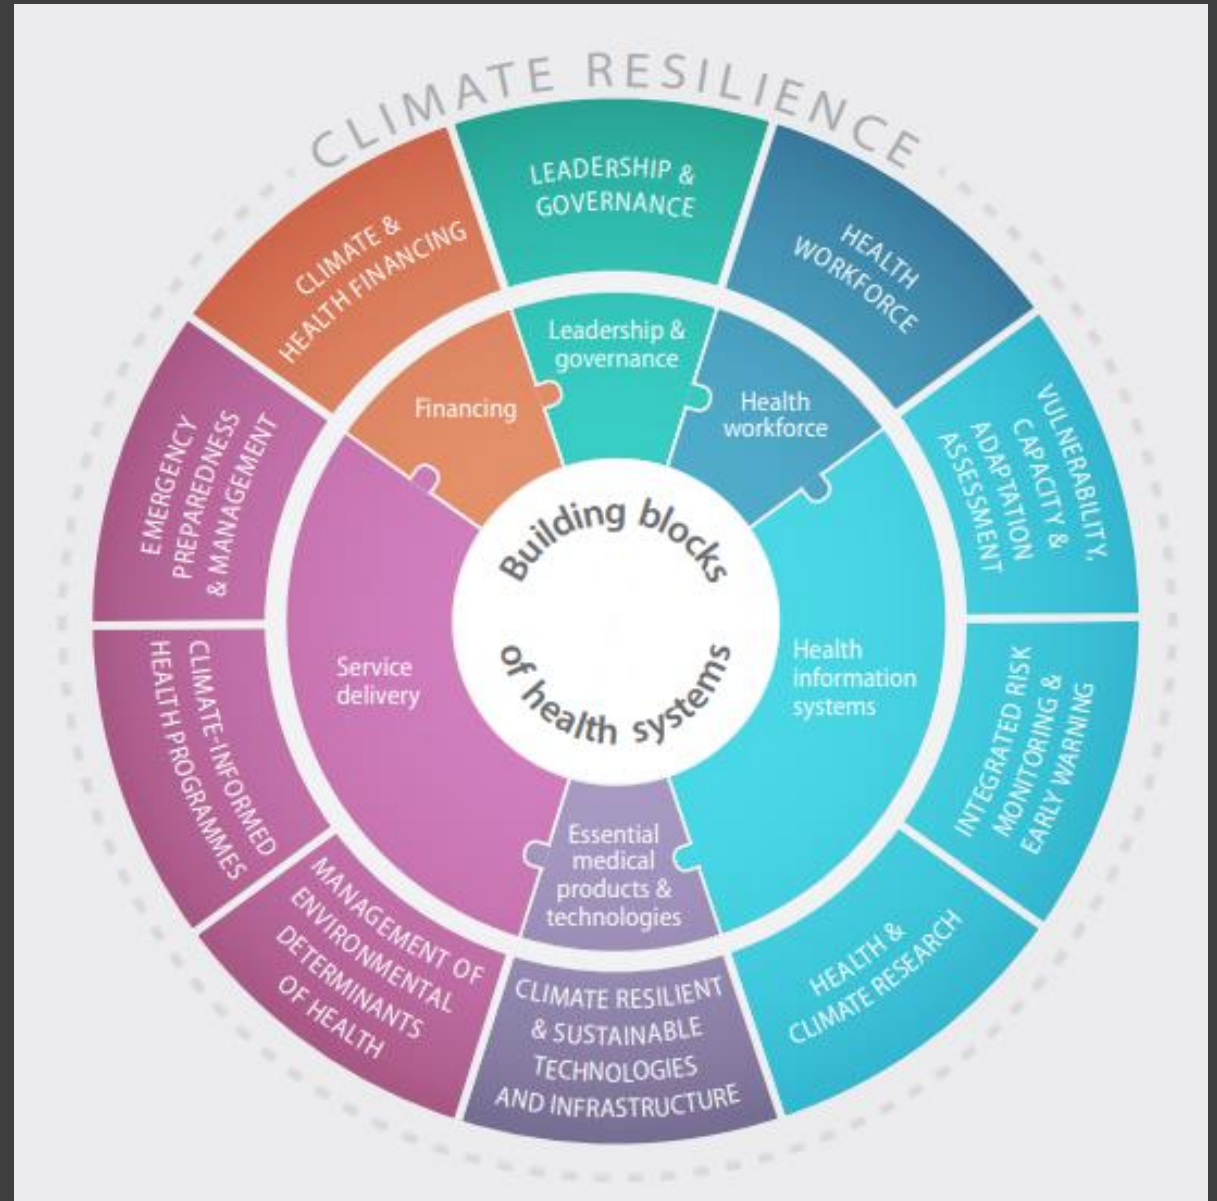 CLIMATE RESILIENCE
LEADERSHIP &
GOVERNANCE
HEALTH
WORKFORCE
VULNERABILITY,
CAPACITY &
ADAPTATION
ASSESSMENT
INTEGRATED RISK
MONITORING &
EARLY WARNING
HEALTH &
CLIMATE RESEARCH
CLIMATE RESILIENT
& SUSTAINABLE
TECHNOLOGIES
AND INFRASTRUCTURE
MANAGEMENT OF
ENVIRONMENTAL
DETERMINANTS
OF HEALTH
CLIMATE-INFORMED
HEALTH PROGRAMMES
EMERGENCY
PREPAREDNESS
& MANAGEMENT
CLIMATE &
HEALTH FINANCING
Leadership &
governance
Health
workforce
Health
information
systems
Essential
medical
products &
technologies
Service
delivery
Financing
Building blocks
of health systems